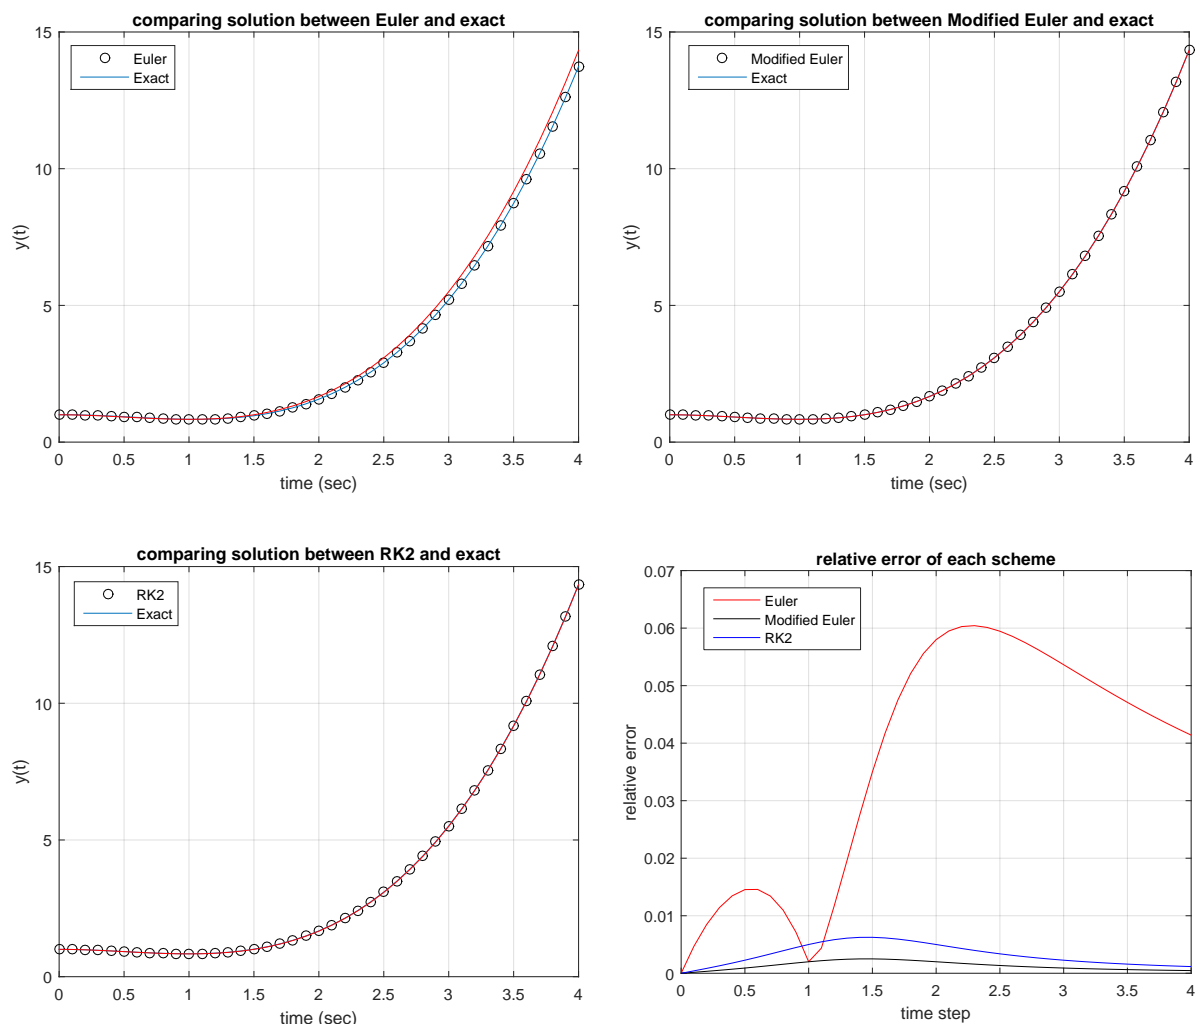 comparing solution between Euler and exact
15
10
5
0
y(t)
Euler
Exact
0 0.5 1 1.5 2 2.5 3 3.5 4
time (sec)
comparing solution between Modified Euler and exact
15
10
5
0
y(t)
Modified Euler
Exact
0 0.5 1 1.5 2 2.5 3 3.5 4
time (sec)
comparing solution between RK2 and exact
15
10
5
0
y(t)
RK2
Exact
0 0.5 1 1.5 2 2.5 3 3.5 4
time (sec)
relative error of each scheme
0.07
0.06
0.05
0.04
0.03
0.02
0.01
0
relative error
Euler
Modified Euler
RK2
0 0.5 1 1.5 2 2.5 3 3.5 4
time step